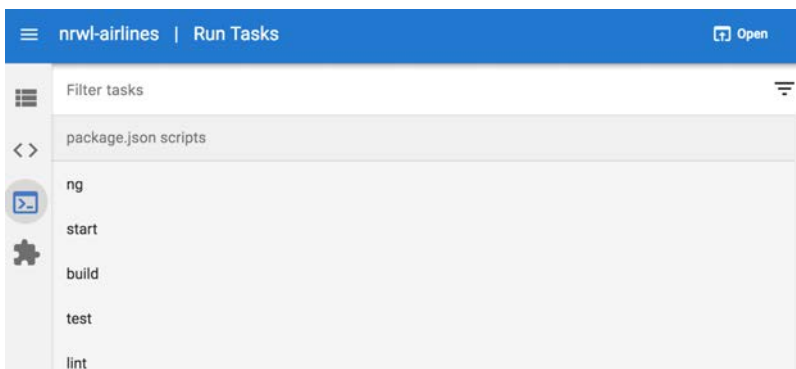 nrwl-airlines | Run Tasks Open
Filter tasks
package.json scripts
ng
start
build
test
lint